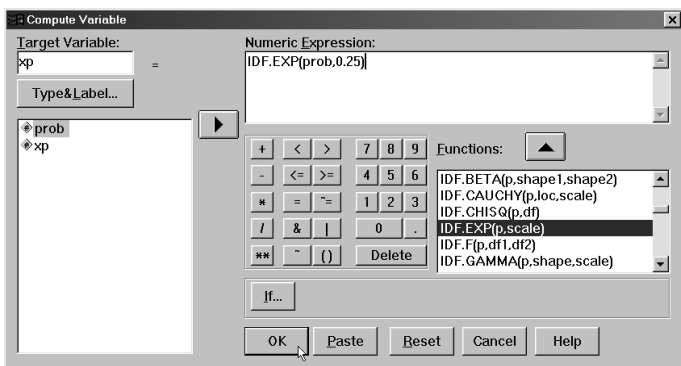 Compute Variable
Target Variable:
xp
=
Type&Label...
prob
xp
Numeric Expression:
IDF.EXP(prob,0.25)
+ < > 7 8 9
- <= >= 4 5 6
* = ~= 1 2 3
/ & | 0 .
** ~ () Delete
Functions:
IDF.BETA(p,shape1,shape2)
IDF.CAUCHY(p,loc,scale)
IDF.CHISQ(p,df)
IDF.EXP(p,scale)
IDF.F(p,df1,df2)
IDF.GAMMA(p,shape,scale)
If...
OK Paste Reset Cancel Help